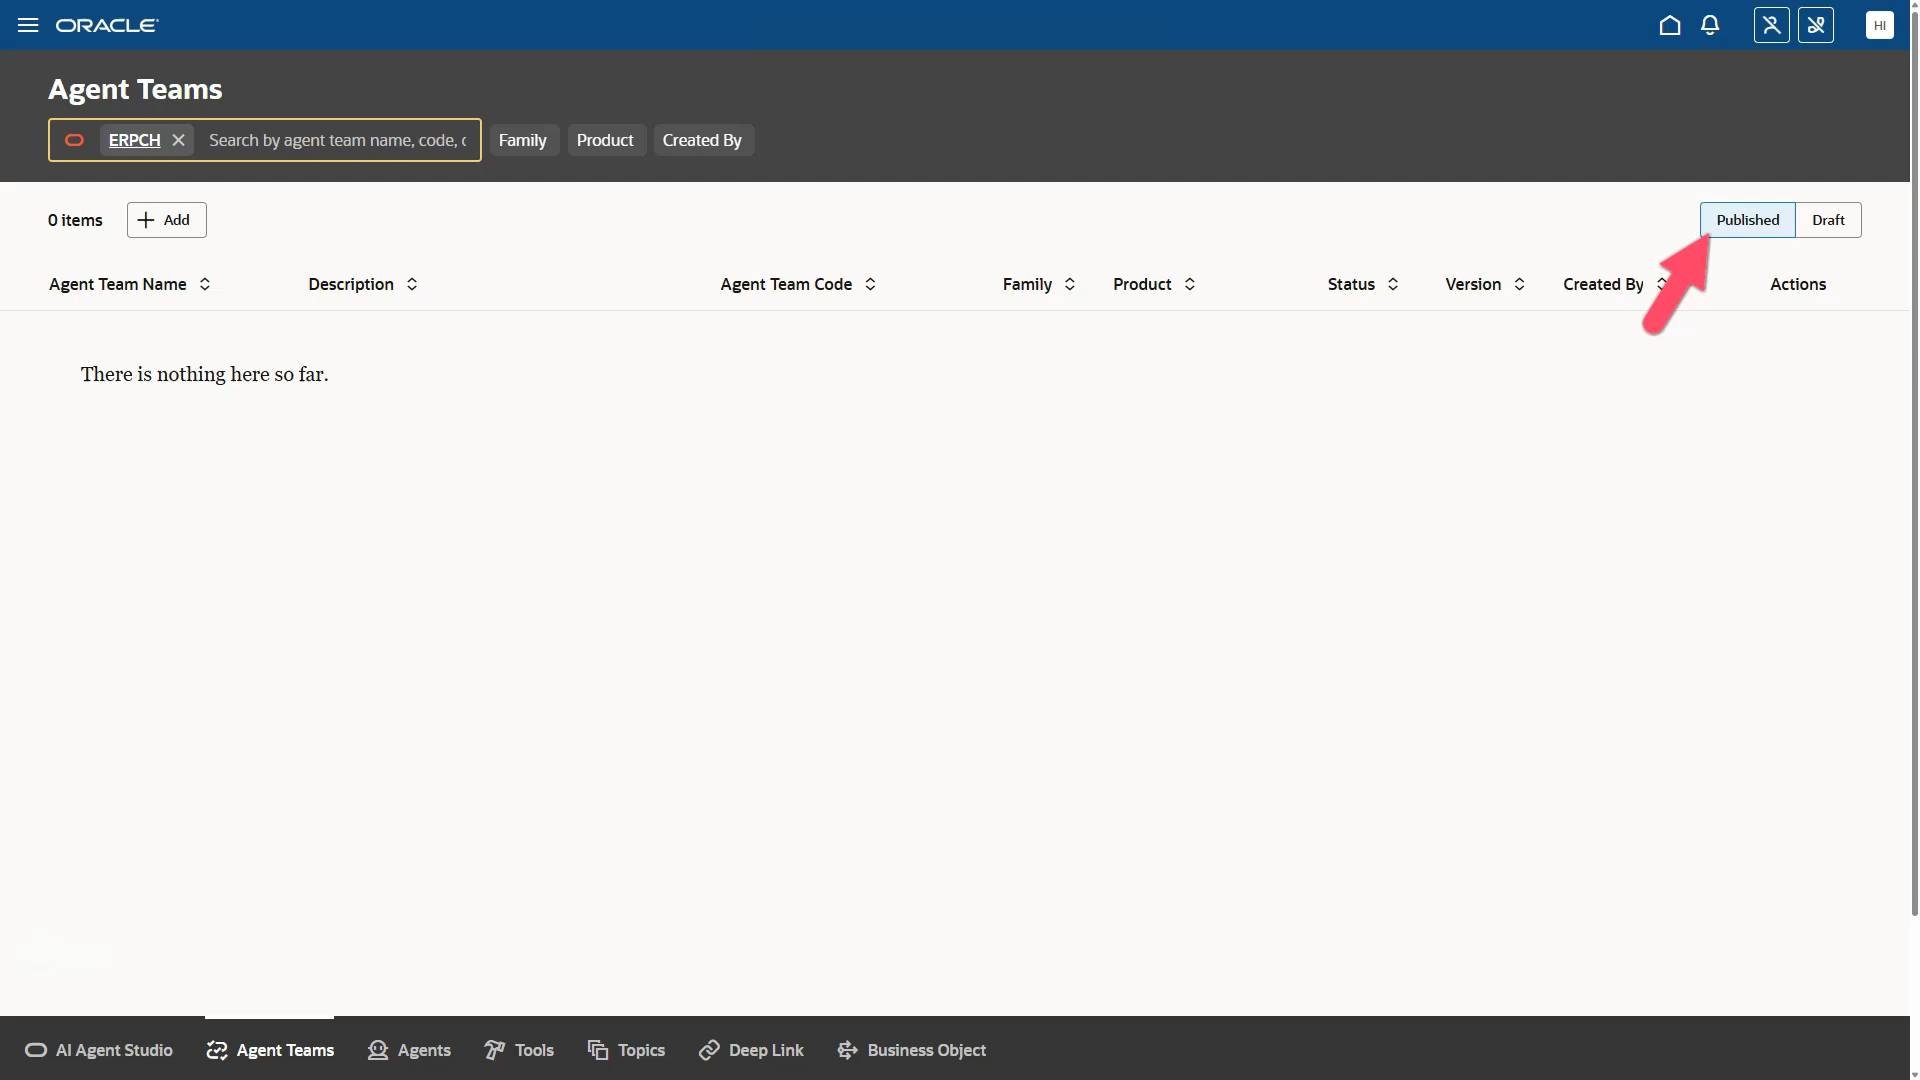 ORACLE
HI
Agent Teams
ERPCH Search by agent team name, code, Family Product Created By
0 items Add Published Draft
Agent Team Name Description Agent Team Code Family Product Status Version Created By Actions
There is nothing here so far.
AI Agent Studio Agent Teams Agents Tools Topics Deep Link Business Object